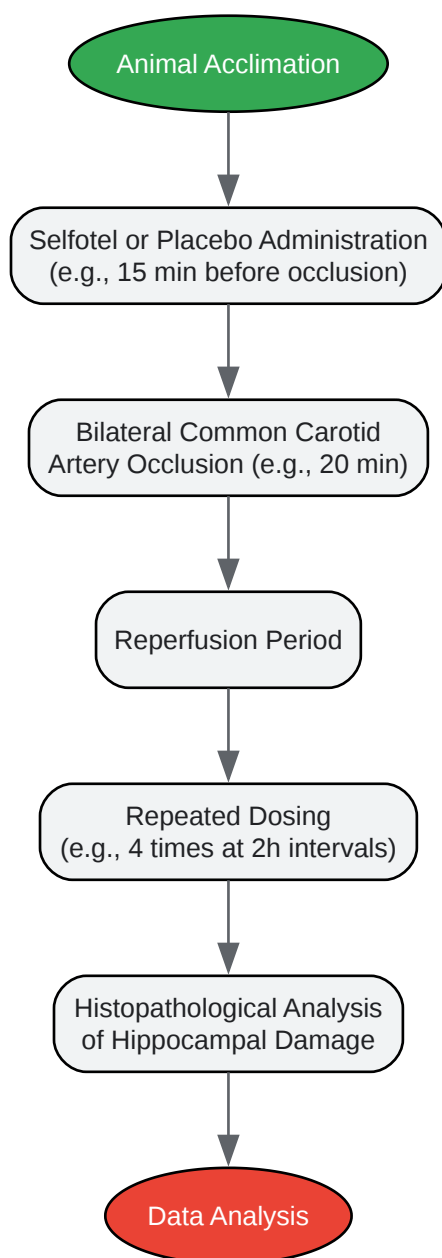 Animal Acclimation
Selfotel or Placebo Administration
(e.g., 15 min before occlusion)
Bilateral Common Carotid
Artery Occlusion (e.g., 20 min)
Reperfusion Period
Repeated Dosing
(e.g., 4 times at 2h intervals)
Histopathological Analysis
of Hippocampal Damage
Data Analysis